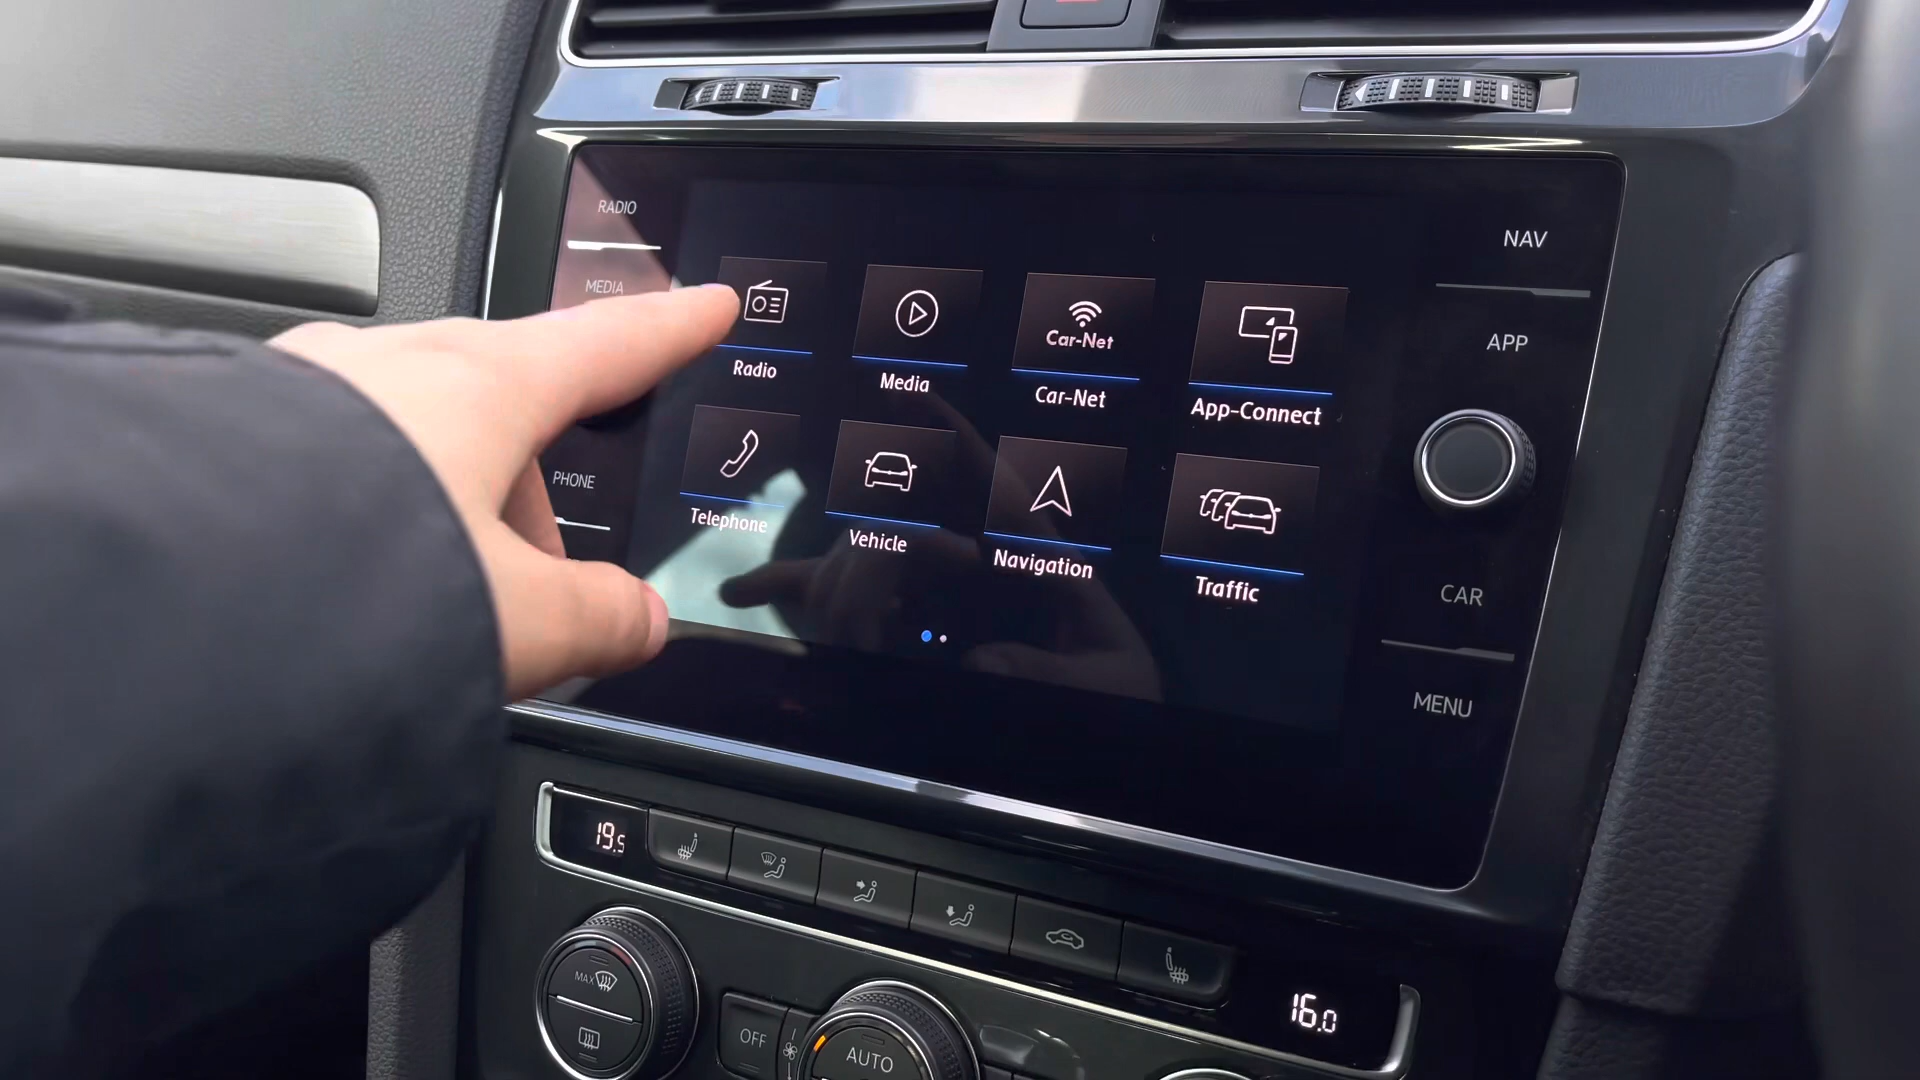 RADIO
MEDIA
PHONE
Radio
Media
Car-Net
Car-Net
App-Connect
Telephone
Vehicle
Navigation
Traffic
NAV
APP
CAR
MENU
19.5
16.0
MAX
OFF
AUTO